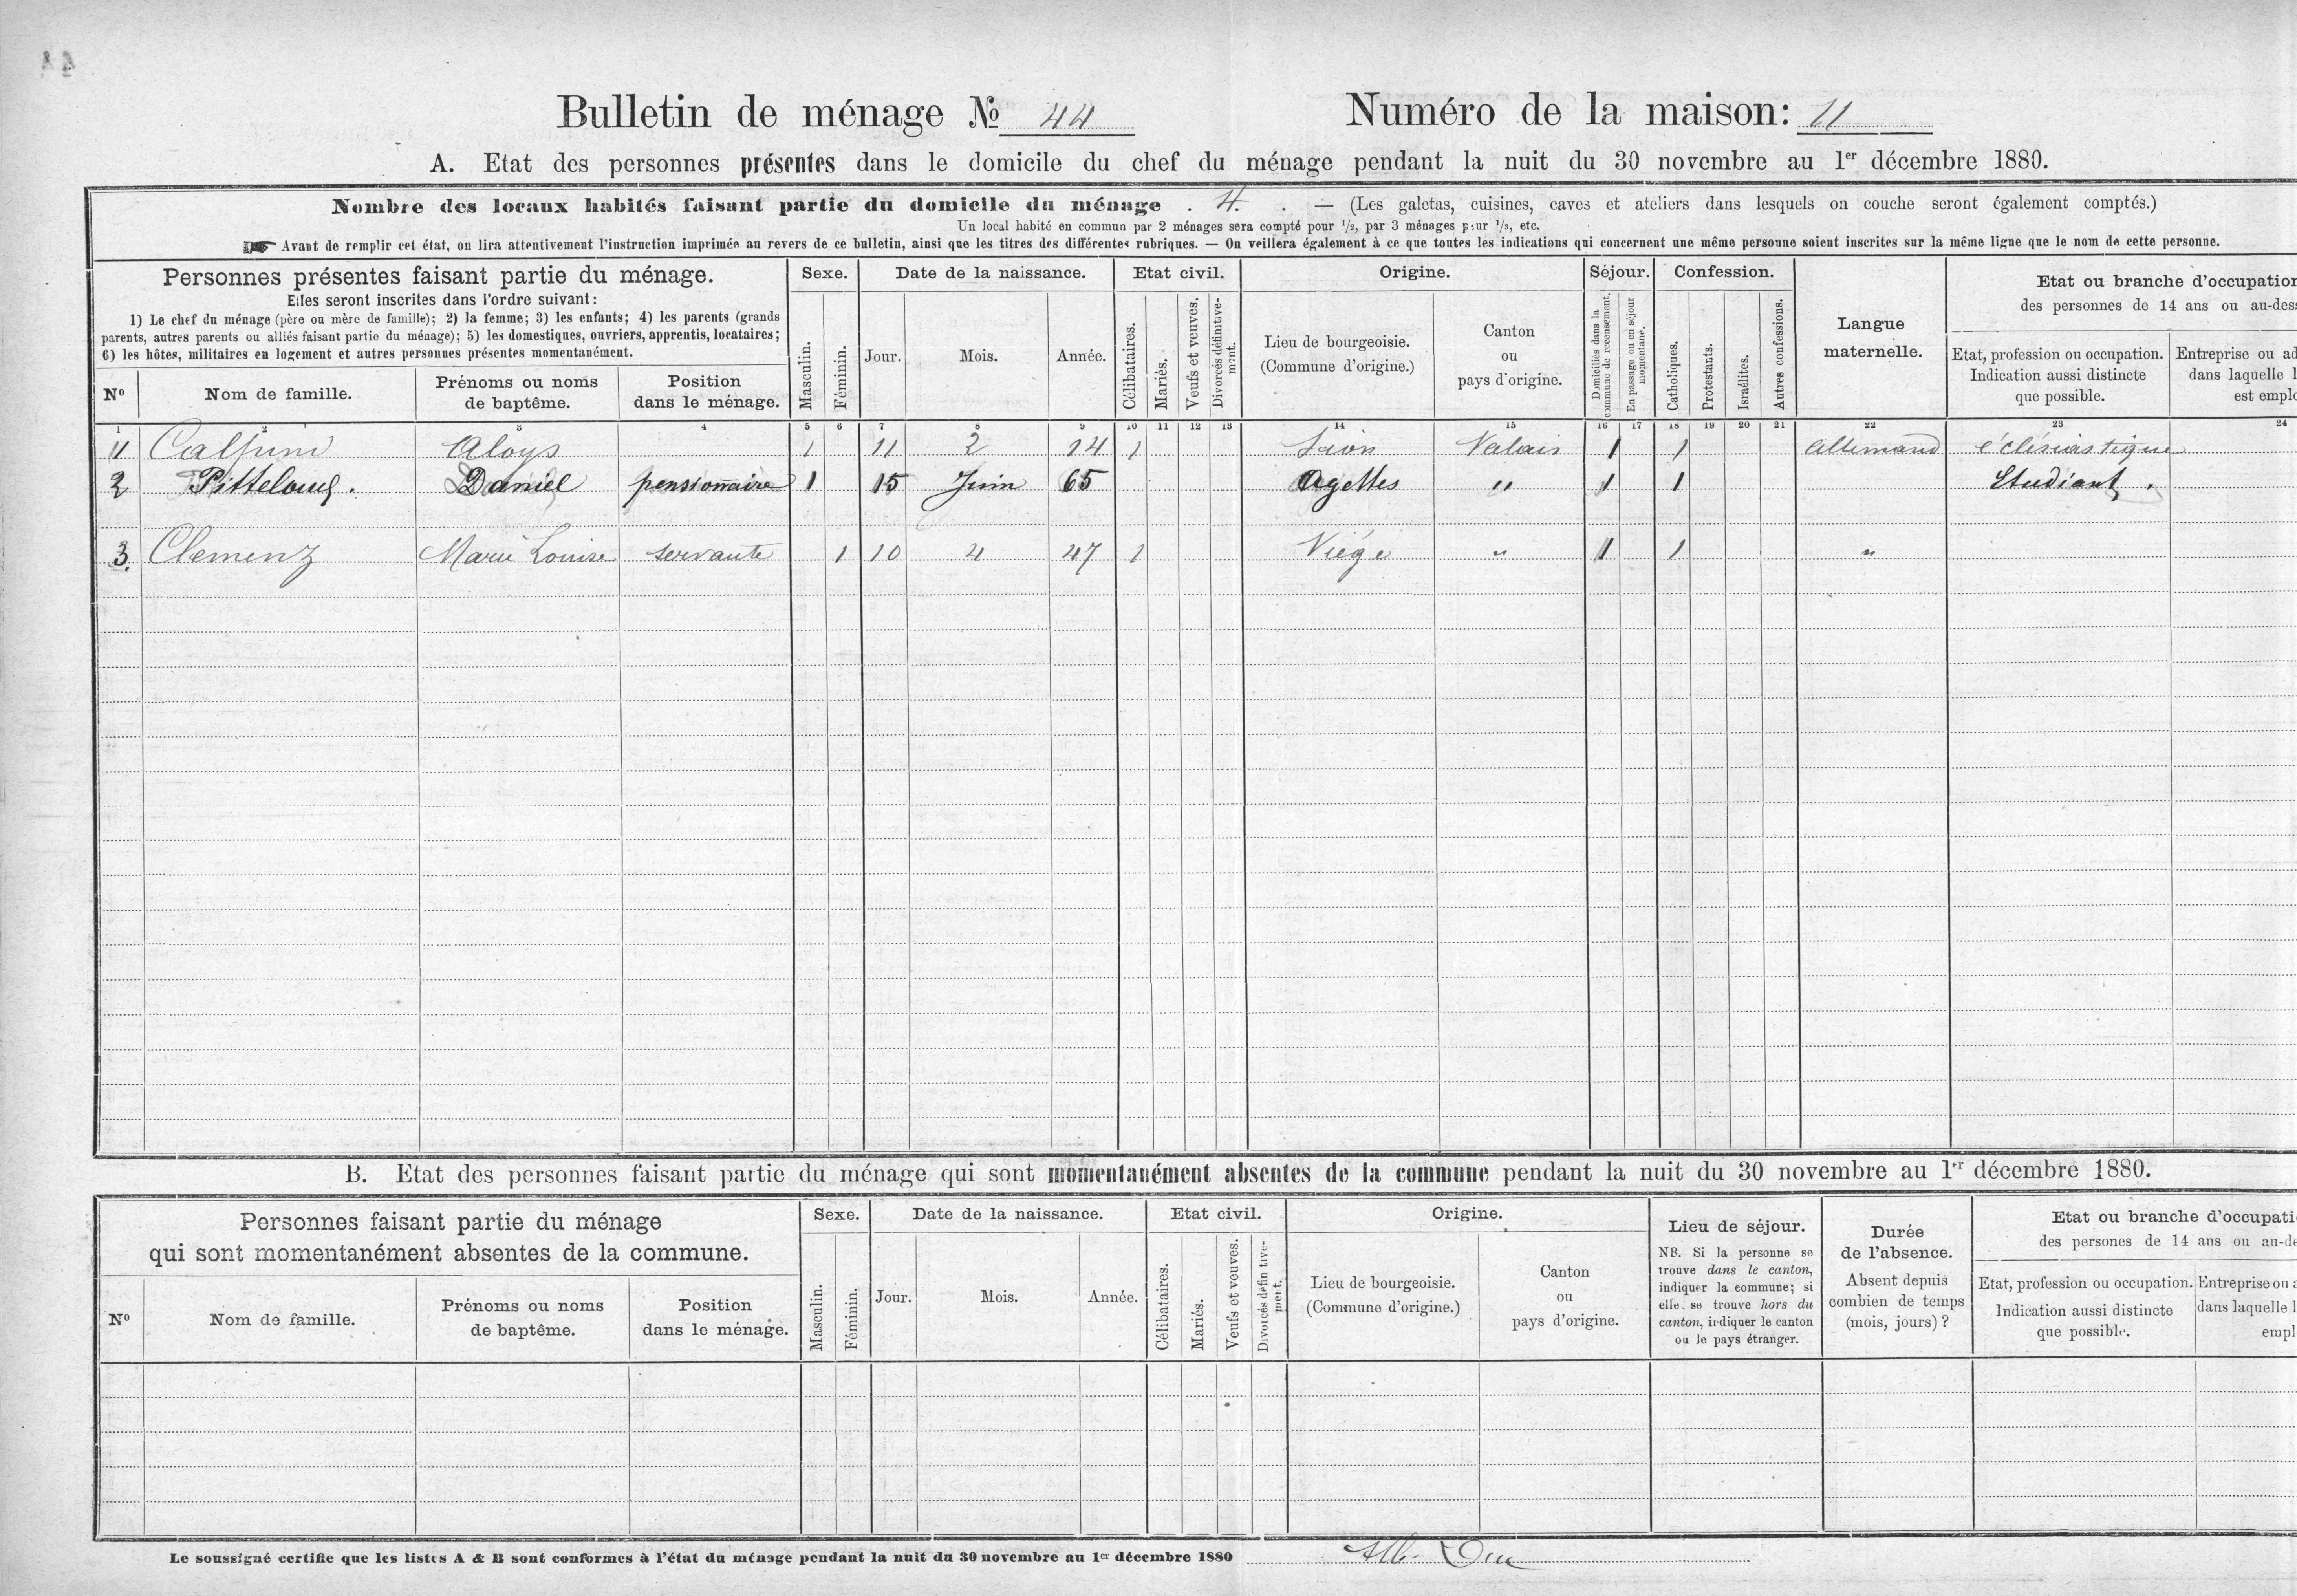 44
Bulletin de ménage № 44 Numéro de la maison: 11
A. Etat des personnes présentes dans le domicile du chef du ménage pendant la nuit du 30 novembre au 1er décembre 1880.
Nombre des locaux habités faisant partie du domicile du ménage . 4. . — (Les galetas, cuisines, caves et ateliers dans lesquels on couche seront également comptés.)
Un local habité en commun par 2 ménages sera compté pour 1/2, par 3 ménages pour 1/3, etc.
☛ Avant de remplir cet état, on lira attentivement l'instruction imprimée au revers de ce bulletin, ainsi que les titres des différentes rubriques. — On veillera également à ce que toutes les indications qui concernent une même personne soient inscrites sur la même ligne que le nom de cette personne.
Personnes présentes faisant partie du ménage. Sexe. Date de la naissance. Etat civil. Origine. Séjour. Confession. Langue maternelle. Etat ou branche d'occupation
Elles seront inscrites dans l'ordre suivant: des personnes de 14 ans ou au-des
1) Le chef du ménage (père ou mère de famille); 2) la femme; 3) les enfants; 4) les parents (grands
parents, autres parents ou alliés faisant partie du ménage); 5) les domestiques, ouvriers, apprentis, locataires;
6) les hôtes, militaires en logement et autres personnes présentes momentanément.
Nº Nom de famille. Prénoms ou noms de baptême. Position dans le ménage. Masculin. Féminin. Jour. Mois. Année. Célibataires. Mariés. Veufs et veuves. Divorcés définitivement. Lieu de bourgeoisie. (Commune d'origine.) Canton ou pays d'origine. Domiciliés dans la commune de recensement. En passage ou en séjour momentané. Catholiques. Protestants. Israélites. Autres confessions. Etat, profession ou occupation. Indication aussi distincte que possible. Entreprise ou ad dans laquelle l est emplo
1 2 3 4 5 6 7 8 9 10 11 12 13 14 15 16 17 18 19 20 21 22 23 24
1 Calpini Aloys 1 11 2 14 1 Sion Valais 1 1 Allemand éclésiastique
2 Pitteloud. Daniel pensionnaire 1 15 Juin 65 Agettes " 1 1 Etudiant.
3. Clemenz Marie Louise servante 1 10 4 47 1 Viége " 1 1 "
B. Etat des personnes faisant partie du ménage qui sont momentanément absentes de la commune pendant la nuit du 30 novembre au 1er décembre 1880.
Personnes faisant partie du ménage qui sont momentanément absentes de la commune. Sexe. Date de la naissance. Etat civil. Origine. Lieu de séjour. Durée de l'absence. Etat ou branche d'occupati
des persones de 14 ans ou au-de
NB. Si la personne se trouve dans le canton, indiquer la commune; si elle se trouve hors du canton, indiquer le canton ou le pays étranger.
Absent depuis combien de temps (mois, jours)?
Nº Nom de famille. Prénoms ou noms de baptême. Position dans le ménage. Masculin. Féminin. Jour. Mois. Année. Célibataires. Mariés. Veufs et veuves. Divorcés définitivement. Lieu de bourgeoisie. (Commune d'origine.) Canton ou pays d'origine. Etat, profession ou occupation. Indication aussi distincte que possible. Entreprise ou a dans laquelle l empl
Le soussigné certifie que les listes A & B sont conformes à l'état du ménage pendant la nuit du 30 novembre au 1er décembre 1880 Alb. Duc